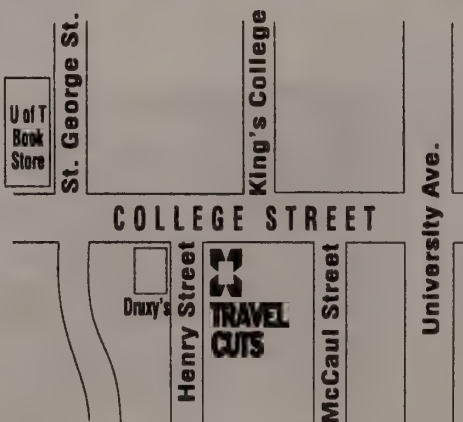 St. George St.
King's College
U of T
Book
Store
COLLEGE STREET
University Ave.
Druxy's
Henry Street
TRAVEL
CUTS
McCaul Street